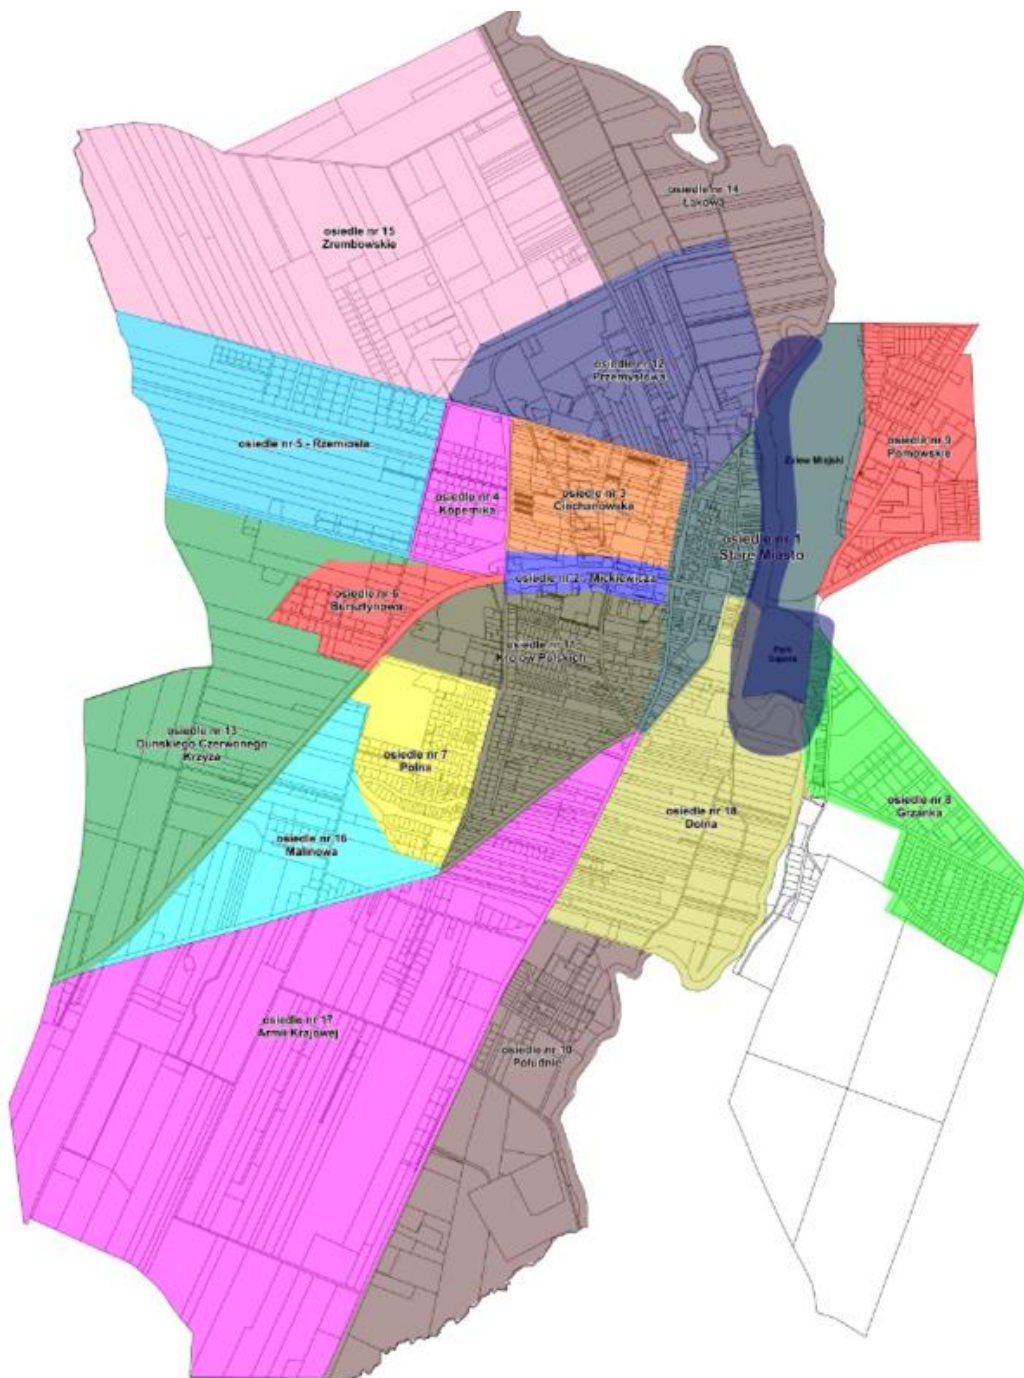 osiedle nr 14
Łąkowa
osiedle nr 15
Zrembowskie
osiedle nr 12
Przemysłowa
osiedle nr 5 - Rzemiosła
osiedle nr 9
Pomowskie
Zalew Miejski
osiedle nr 4
Kopernika
osiedle nr 3
Ciechanowska
osiedle nr 1
Stare Miasto
osiedle nr 2 - Mickiewicza
osiedle nr 6
Bursztynowa
osiedle nr 11
Królów Polskich
Park
osiedle nr 13
Duńskiego Czerwonego
Krzyża
osiedle nr 7
Polna
osiedle nr 8
Grzanka
osiedle nr 18
Dolna
osiedle nr 16
Malinowa
osiedle nr 17
Armii Krajowej
osiedle nr 10
Południe